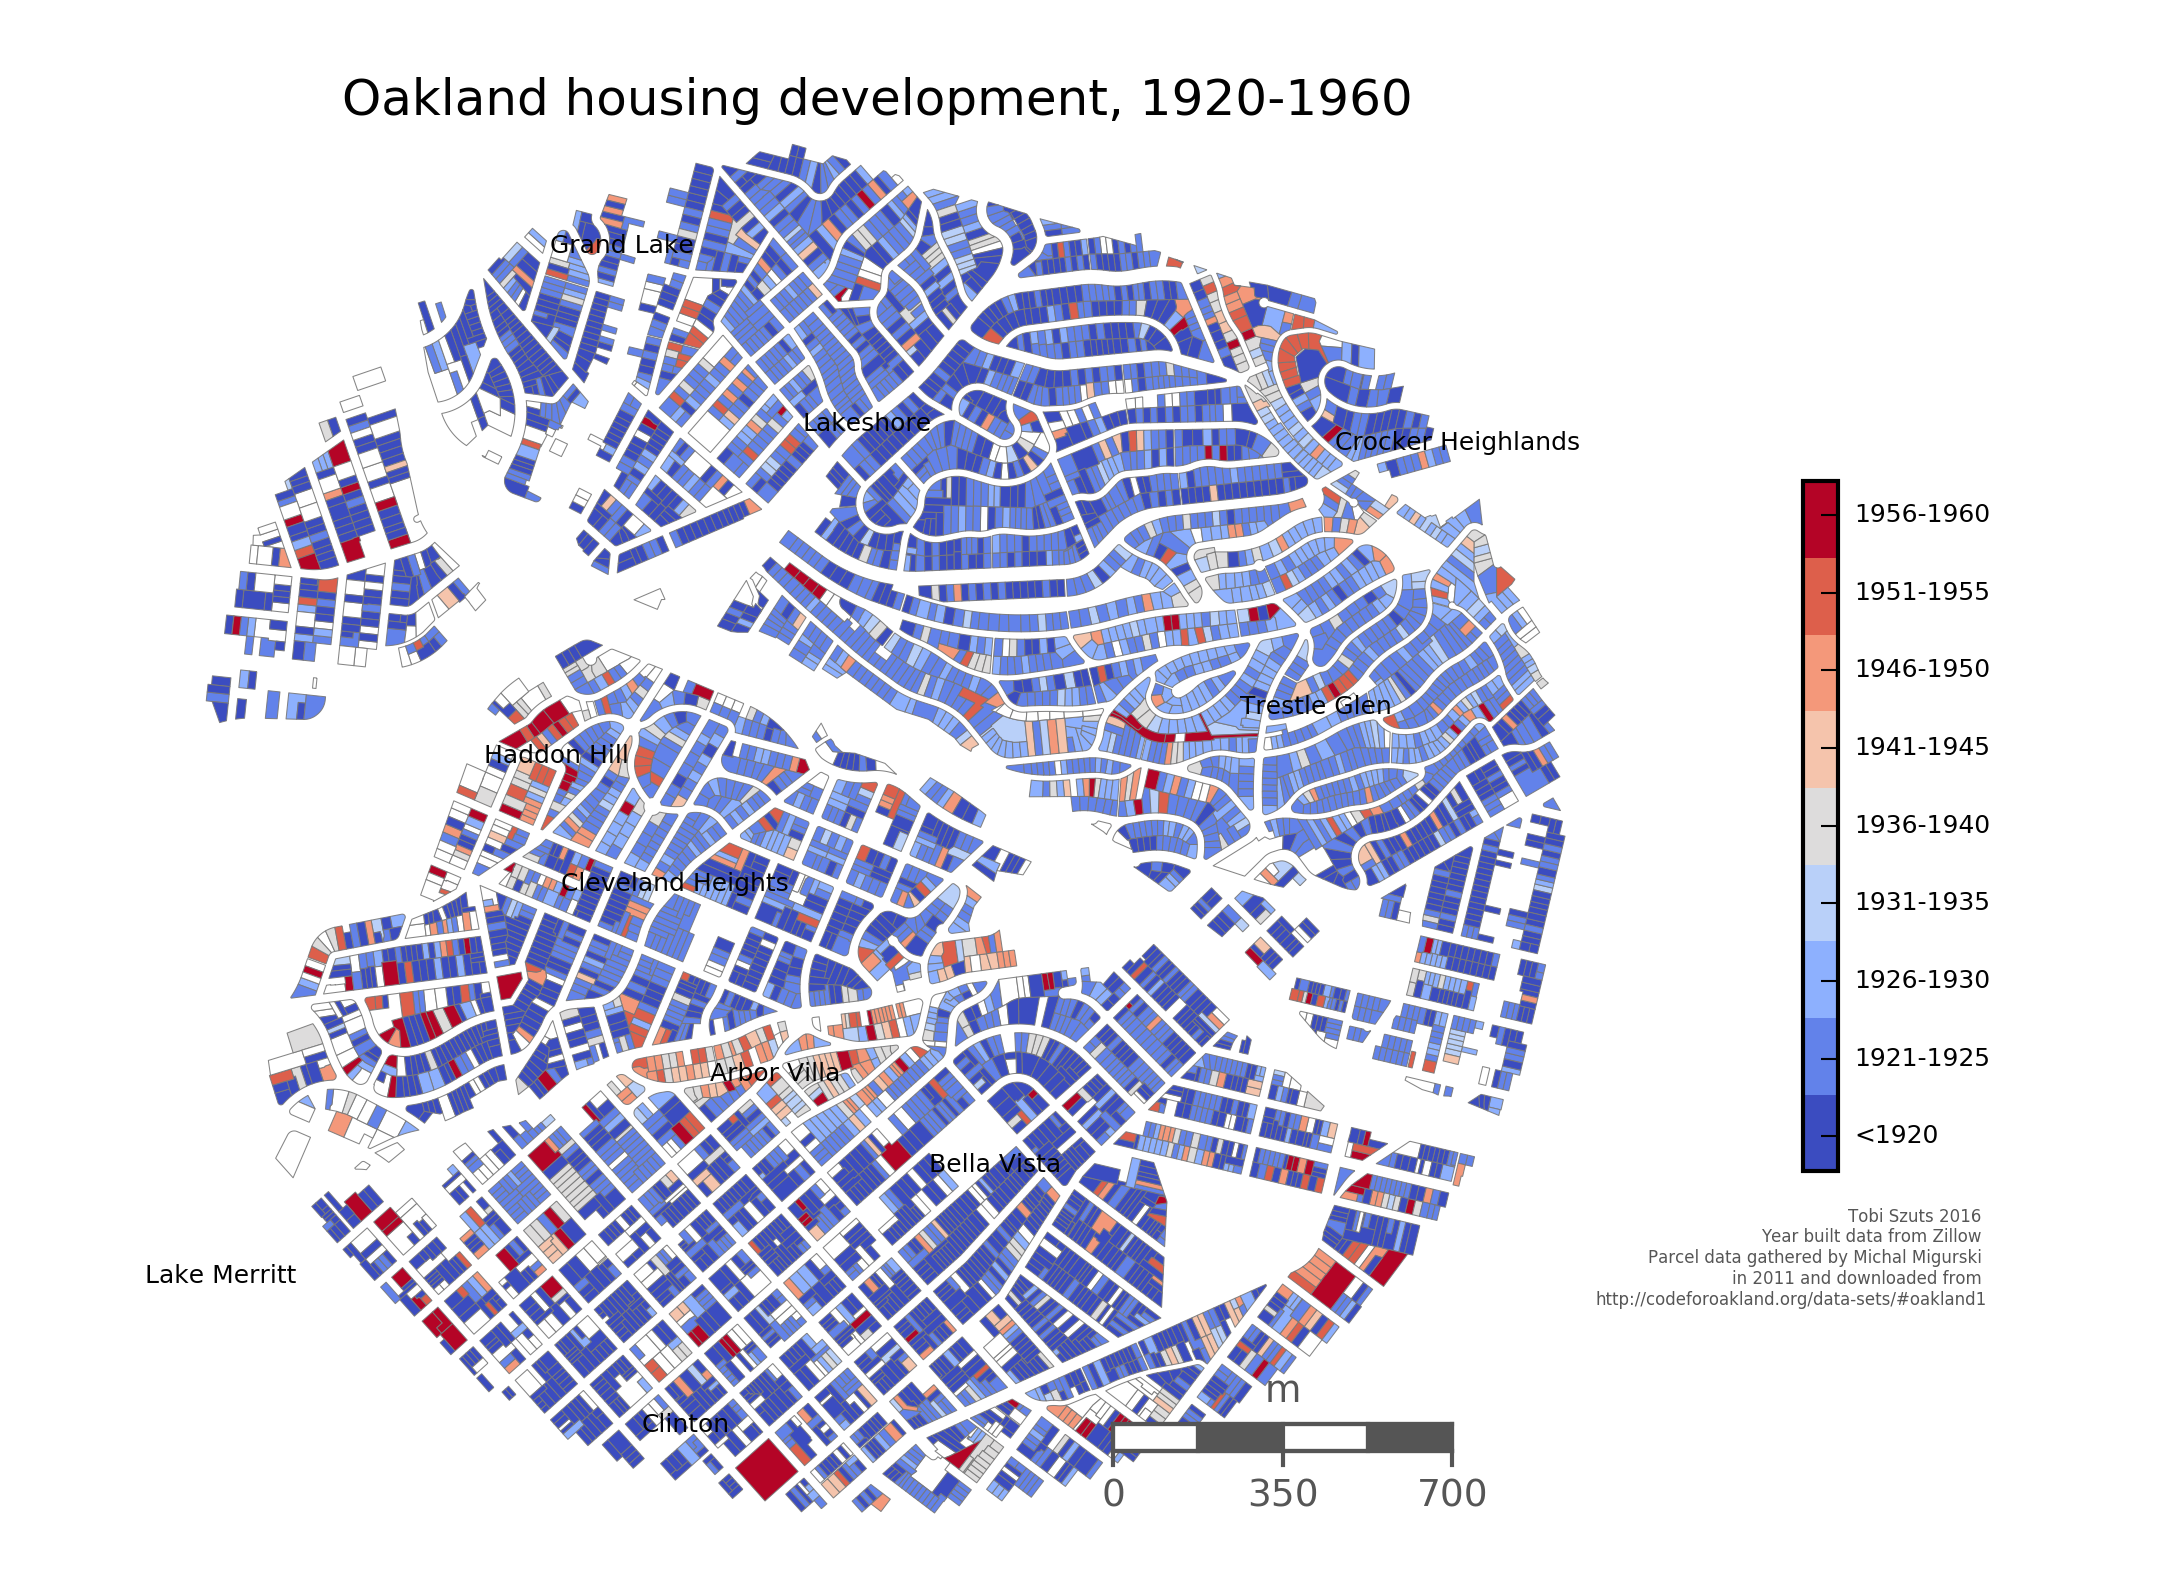 Oakland housing development, 1920-1960
Grand Lake
Lakeshore
Crocker Heighlands
Trestle Glen
Haddon Hill
Cleveland Heights
Arbor Villa
Bella Vista
Lake Merritt
Clinton
1956-1960
1951-1955
1946-1950
1941-1945
1936-1940
1931-1935
1926-1930
1921-1925
<1920
Tobi Szuts 2016
Year built data from Zillow
Parcel data gathered by Michal Migurski
in 2011 and downloaded from
http://codeforoakland.org/data-sets/#oakland1
m
0 350 700